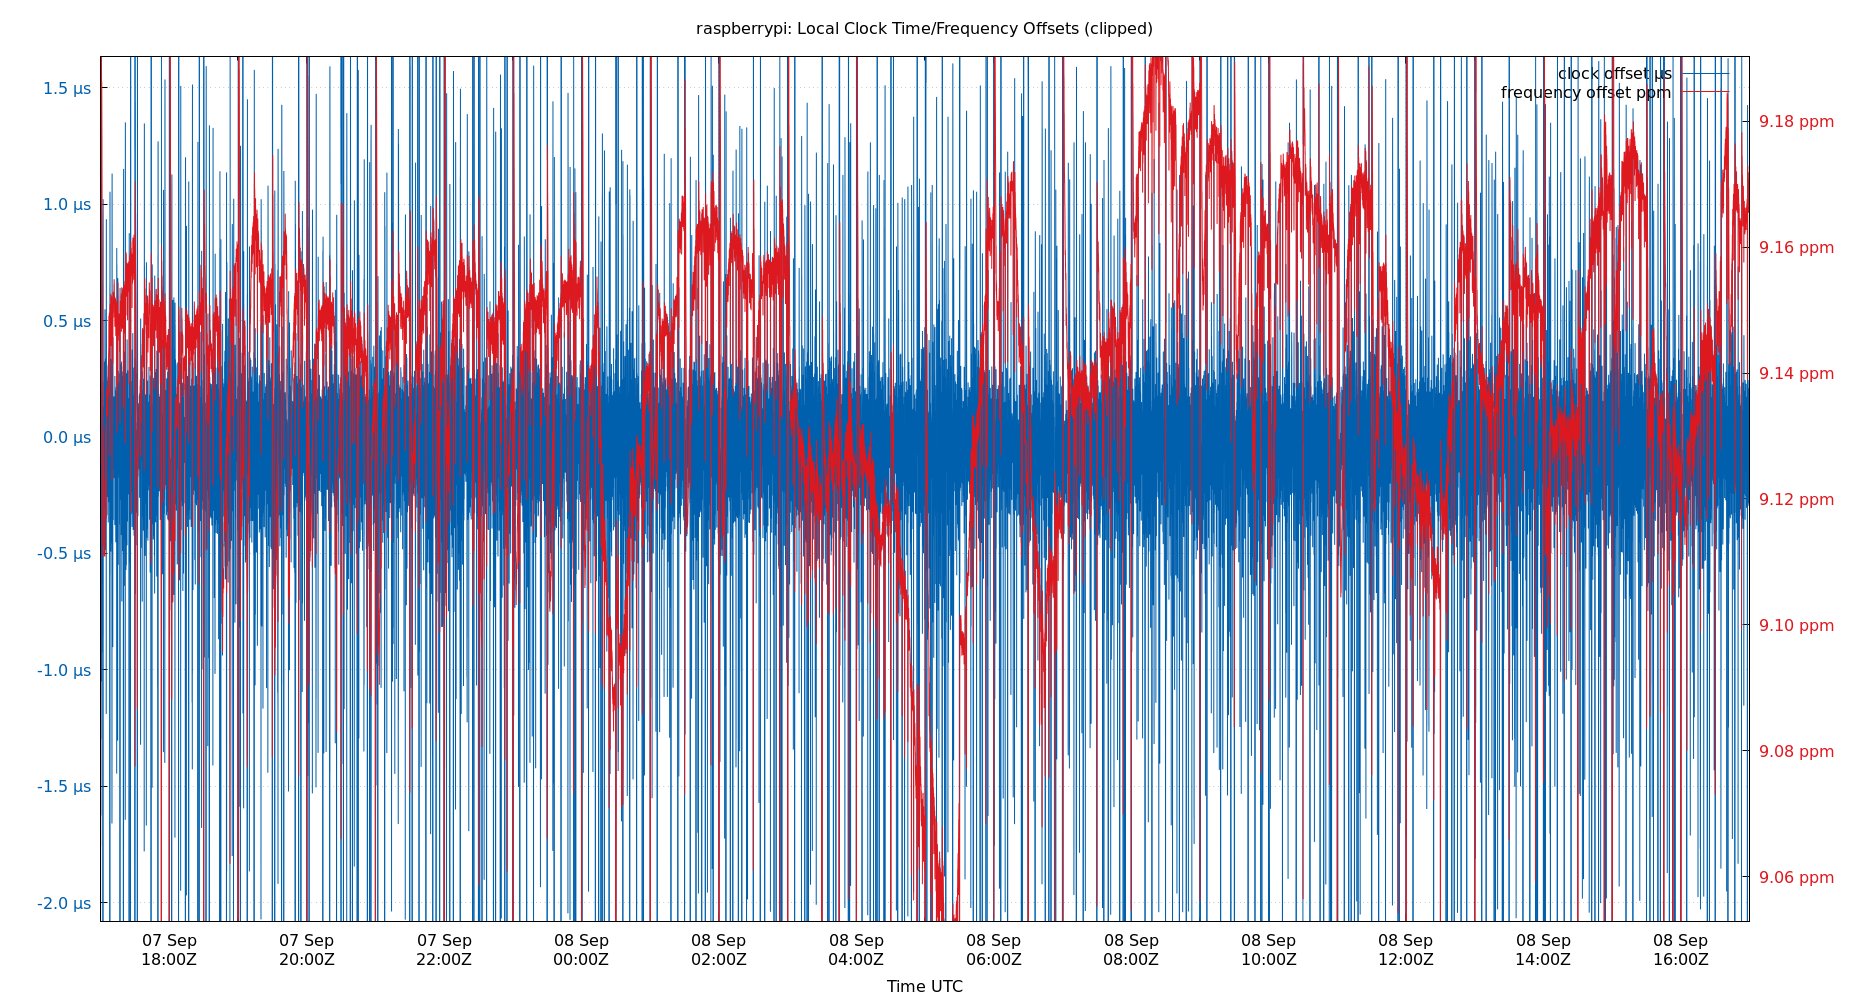 raspberrypi: Local Clock Time/Frequency Offsets (clipped)
clock offset µs
frequency offset ppm
1.5 µs
1.0 µs
0.5 µs
0.0 µs
-0.5 µs
-1.0 µs
-1.5 µs
-2.0 µs
9.18 ppm
9.16 ppm
9.14 ppm
9.12 ppm
9.10 ppm
9.08 ppm
9.06 ppm
07 Sep 07 Sep 07 Sep 08 Sep 08 Sep 08 Sep 08 Sep 08 Sep 08 Sep 08 Sep 08 Sep 08 Sep
18:00Z 20:00Z 22:00Z 00:00Z 02:00Z 04:00Z 06:00Z 08:00Z 10:00Z 12:00Z 14:00Z 16:00Z
Time UTC